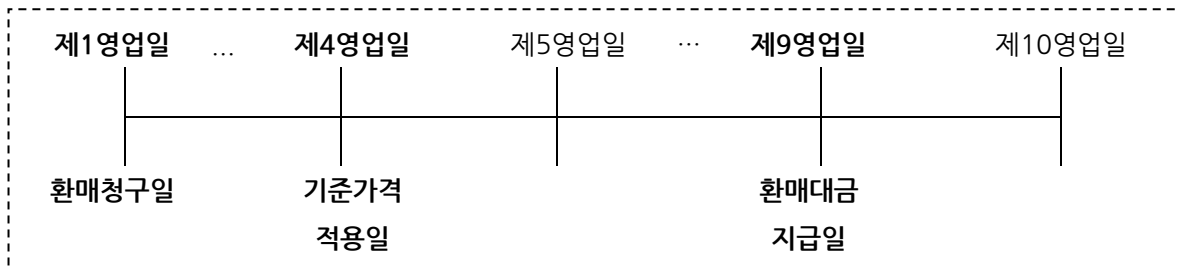 제1영업일 … 제4영업일 제5영업일 … 제9영업일 제10영업일
환매청구일 기준가격 환매대금
적용일 지급일